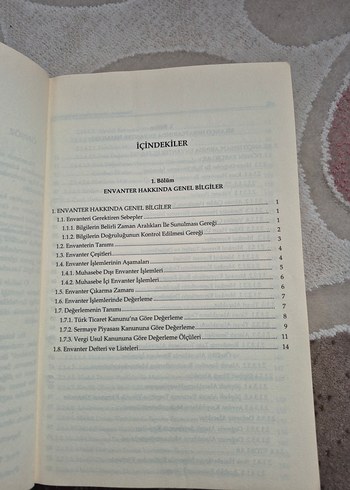 İÇİNDEKİLER
1. Bölüm
ENVANTER HAKKINDA GENEL BİLGİLER
1. ENVANTER HAKKINDA GENEL BİLGİLER 1
1.1. Envanteri Gerektiren Sebepler 1
1.1.1. Bilgilerin Belirli Zaman Aralıkları İle Sunulması Gereği 1
1.1.2. Bilgilerin Doğruluğunun Kontrol Edilmesi Gereği 2
1.2. Envanterin Tanımı 3
1.3. Envanter Çeşitleri 4
1.4. Envanter İşlemlerinin Aşamaları 4
1.4.1. Muhasebe Dışı Envanter İşlemleri 5
1.4.2. Muhasebe İçi Envanter İşlemleri 6
1.5. Envanter Çıkarma Zamanı 6
1.6. Envanter İşlemlerinde Değerleme 7
1.7. Değerlemenin Tanımı 7
1.7.1. Türk Ticaret Kanunu'na Göre Değerleme 8
1.7.2. Sermaye Piyasası Kanununa Göre Değerleme 9
1.7.3. Vergi Usul Kanununa Göre Değerleme Ölçüleri 11
1.8. Envanter Defteri ve Listeleri 14